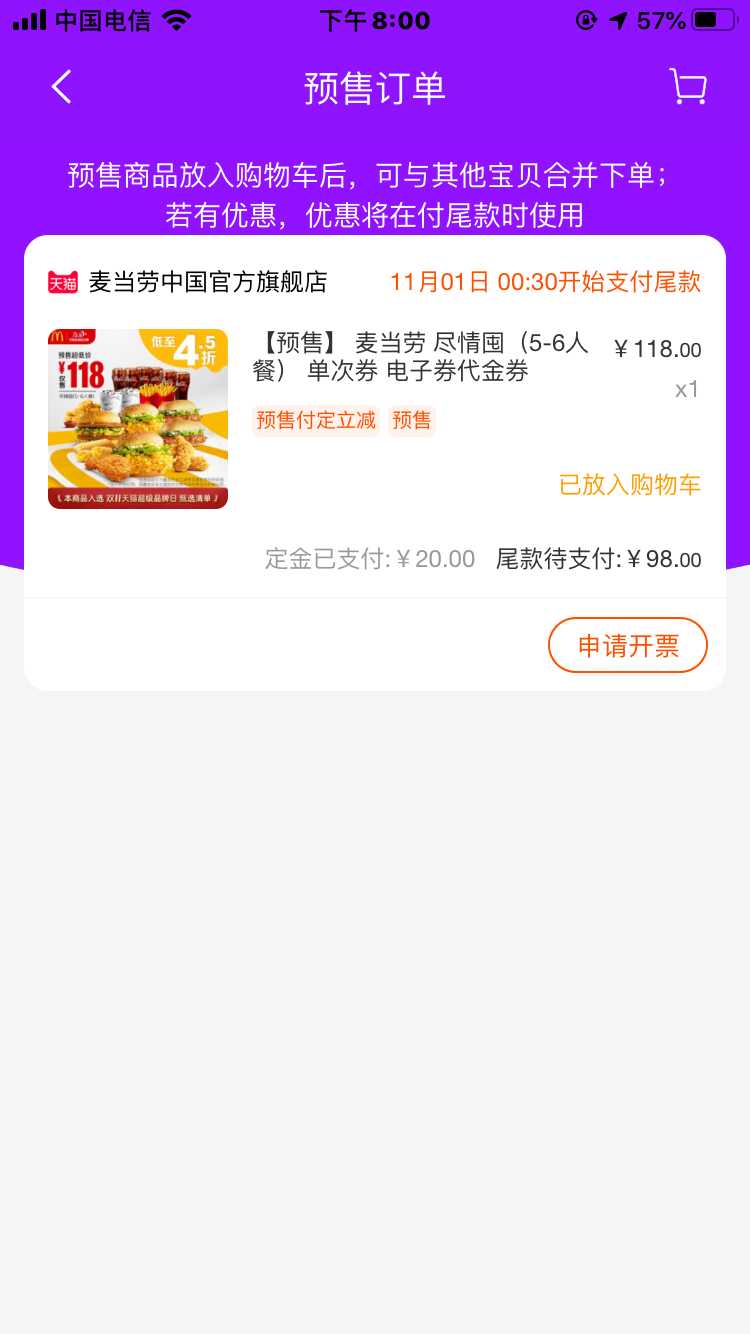 中国电信
下午8:00
57%
预售订单
预售商品放入购物车后，可与其他宝贝合并下单；
若有优惠，优惠将在付尾款时使用
天猫 麦当劳中国官方旗舰店
11月01日 00:30开始支付尾款
低至4.5折
预售超低价
仅售¥118
《本商品入选 双11天猫超级品牌日 甄选清单》
【预售】 麦当劳 尽情囤（5-6人
餐） 单次券 电子券代金券
￥118.00
x1
预售付定立减 预售
已放入购物车
定金已支付:￥20.00 尾款待支付:￥98.00
申请开票